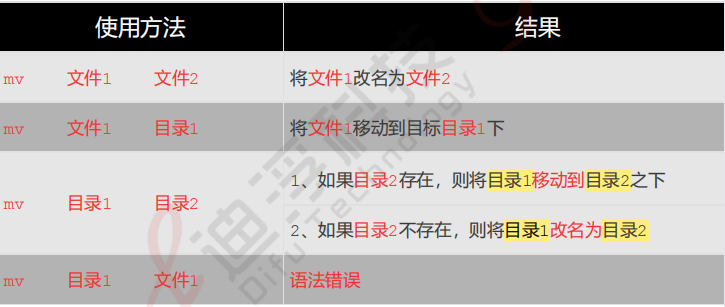 使用方法 结果
mv 文件1 文件2 将文件1改名为文件2
mv 文件1 目录1 将文件1移动到目标目录1下
mv 目录1 目录2 1、如果目录2存在，则将目录1移动到目录2之下
2、如果目录2不存在，则将目录1改名为目录2
mv 目录1 文件1 语法错误
迪浮科技
Difu Technology